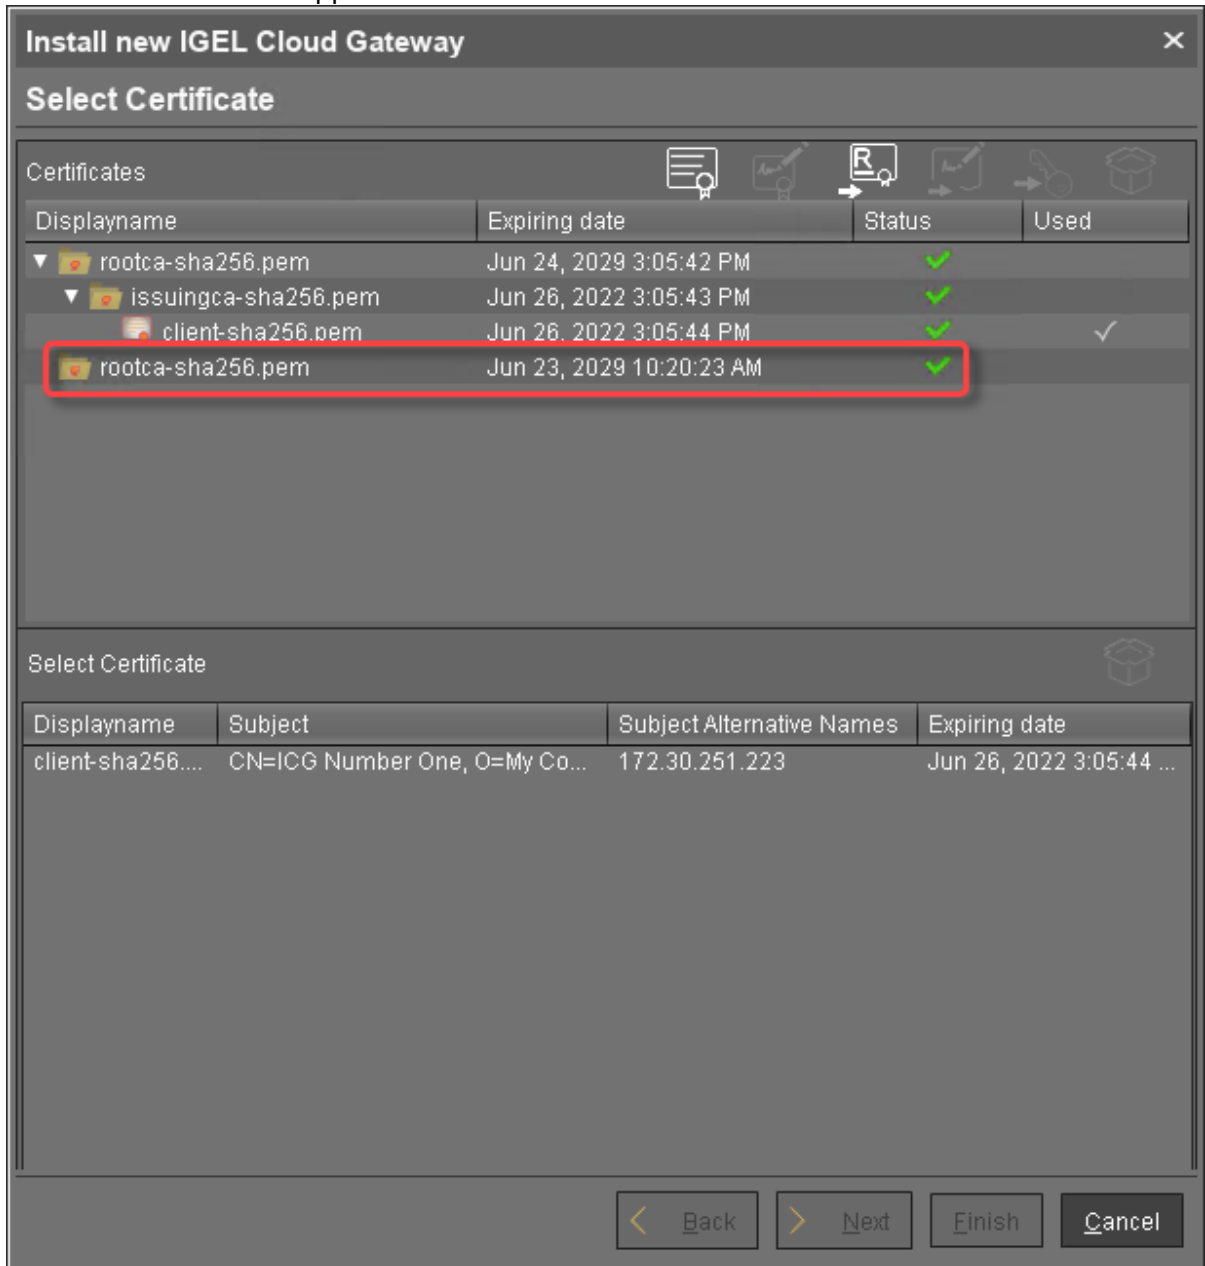 Install new IGEL Cloud Gateway
Select Certificate
Certificates
Displayname Expiring date Status Used
rootca-sha256.pem Jun 24, 2029 3:05:42 PM
issuingca-sha256.pem Jun 26, 2022 3:05:43 PM
client-sha256.pem Jun 26, 2022 3:05:44 PM
rootca-sha256.pem Jun 23, 2029 10:20:23 AM
Select Certificate
Displayname Subject Subject Alternative Names Expiring date
client-sha256.... CN=ICG Number One, O=My Co... 172.30.251.223 Jun 26, 2022 3:05:44 ...
Back Next Finish Cancel